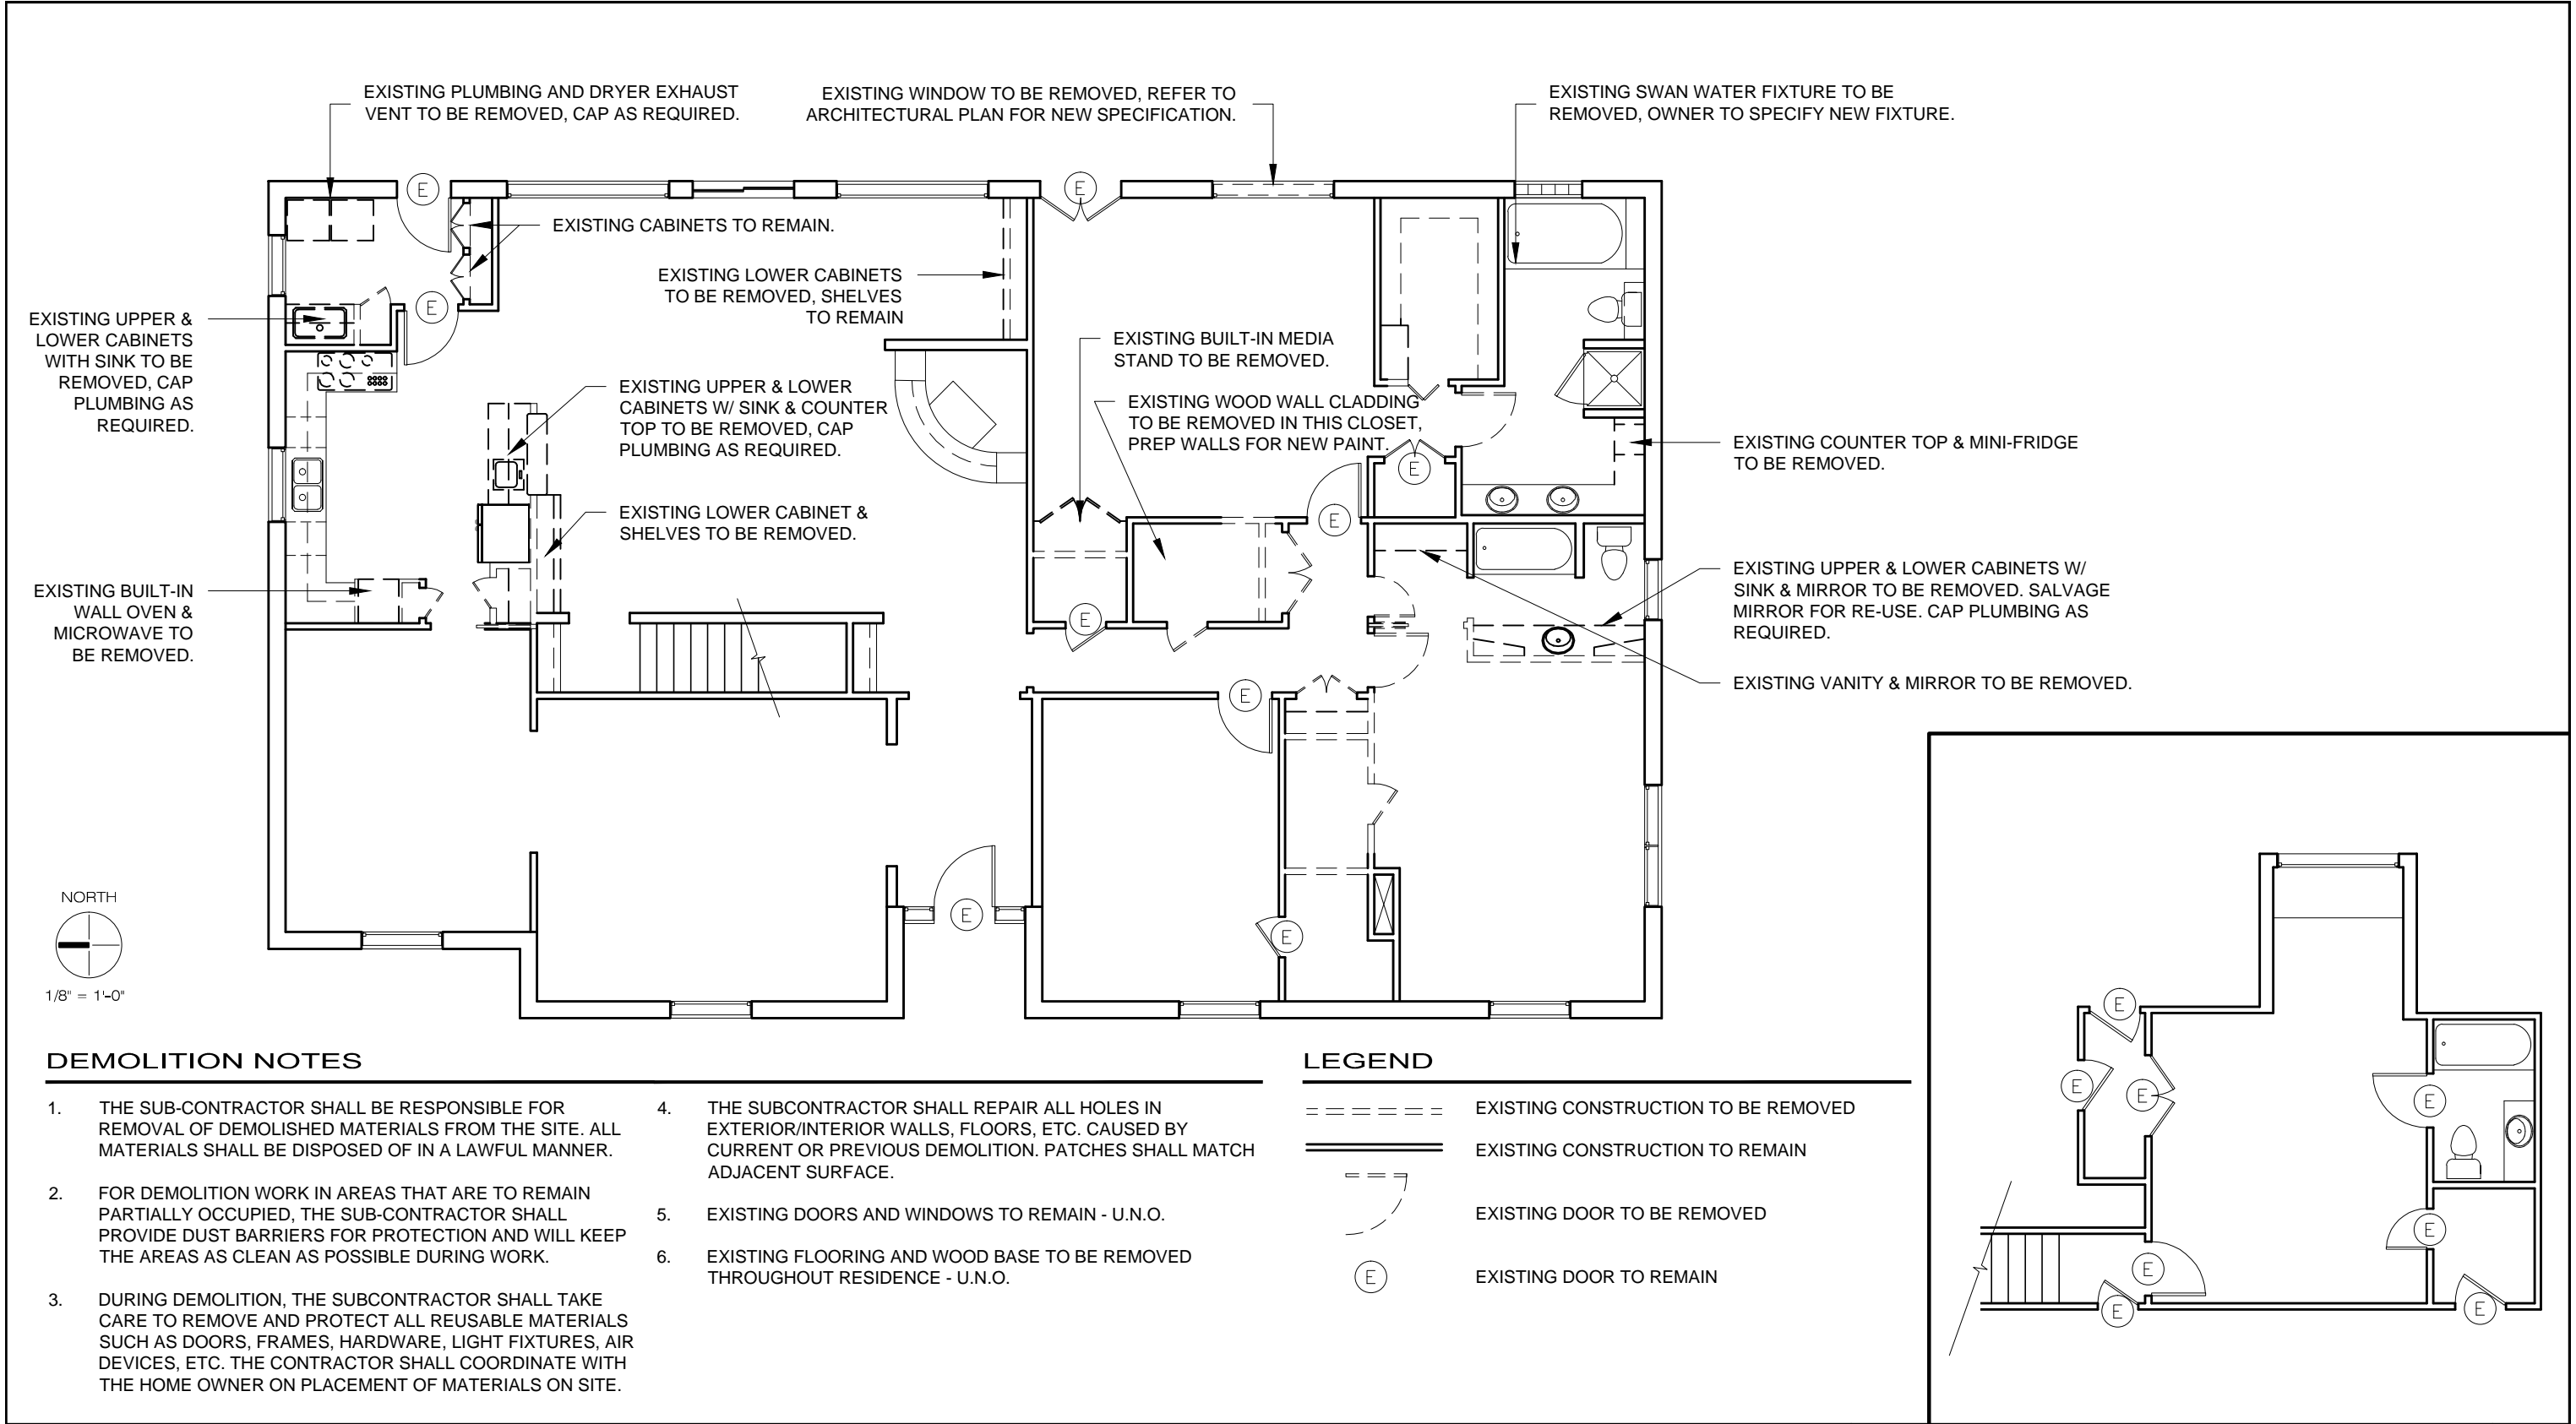 EXISTING PLUMBING AND DRYER EXHAUST
VENT TO BE REMOVED, CAP AS REQUIRED.
EXISTING WINDOW TO BE REMOVED, REFER TO
ARCHITECTURAL PLAN FOR NEW SPECIFICATION.
EXISTING SWAN WATER FIXTURE TO BE
REMOVED, OWNER TO SPECIFY NEW FIXTURE.
E
E
EXISTING CABINETS TO REMAIN.
EXISTING LOWER CABINETS
TO BE REMOVED, SHELVES
TO REMAIN
E
EXISTING UPPER &
LOWER CABINETS
WITH SINK TO BE
REMOVED, CAP
PLUMBING AS
REQUIRED.
EXISTING BUILT-IN MEDIA
STAND TO BE REMOVED.
EXISTING UPPER & LOWER
CABINETS W/ SINK & COUNTER
TOP TO BE REMOVED, CAP
PLUMBING AS REQUIRED.
EXISTING WOOD WALL CLADDING
TO BE REMOVED IN THIS CLOSET,
PREP WALLS FOR NEW PAINT.
E
EXISTING COUNTER TOP & MINI-FRIDGE
TO BE REMOVED.
EXISTING LOWER CABINET &
SHELVES TO BE REMOVED.
E
EXISTING BUILT-IN
WALL OVEN &
MICROWAVE TO
BE REMOVED.
E
EXISTING UPPER & LOWER CABINETS W/
SINK & MIRROR TO BE REMOVED. SALVAGE
MIRROR FOR RE-USE. CAP PLUMBING AS
REQUIRED.
EXISTING VANITY & MIRROR TO BE REMOVED.
E
E
E
NORTH
1/8" = 1'-0"
DEMOLITION NOTES
1. THE SUB-CONTRACTOR SHALL BE RESPONSIBLE FOR
REMOVAL OF DEMOLISHED MATERIALS FROM THE SITE. ALL
MATERIALS SHALL BE DISPOSED OF IN A LAWFUL MANNER.
2. FOR DEMOLITION WORK IN AREAS THAT ARE TO REMAIN
PARTIALLY OCCUPIED, THE SUB-CONTRACTOR SHALL
PROVIDE DUST BARRIERS FOR PROTECTION AND WILL KEEP
THE AREAS AS CLEAN AS POSSIBLE DURING WORK.
3. DURING DEMOLITION, THE SUBCONTRACTOR SHALL TAKE
CARE TO REMOVE AND PROTECT ALL REUSABLE MATERIALS
SUCH AS DOORS, FRAMES, HARDWARE, LIGHT FIXTURES, AIR
DEVICES, ETC. THE CONTRACTOR SHALL COORDINATE WITH
THE HOME OWNER ON PLACEMENT OF MATERIALS ON SITE.
4. THE SUBCONTRACTOR SHALL REPAIR ALL HOLES IN
EXTERIOR/INTERIOR WALLS, FLOORS, ETC. CAUSED BY
CURRENT OR PREVIOUS DEMOLITION. PATCHES SHALL MATCH
ADJACENT SURFACE.
5. EXISTING DOORS AND WINDOWS TO REMAIN - U.N.O.
6. EXISTING FLOORING AND WOOD BASE TO BE REMOVED
THROUGHOUT RESIDENCE - U.N.O.
LEGEND
EXISTING CONSTRUCTION TO BE REMOVED
EXISTING CONSTRUCTION TO REMAIN
EXISTING DOOR TO BE REMOVED
E EXISTING DOOR TO REMAIN
E
E
E
E
E
E
E
E